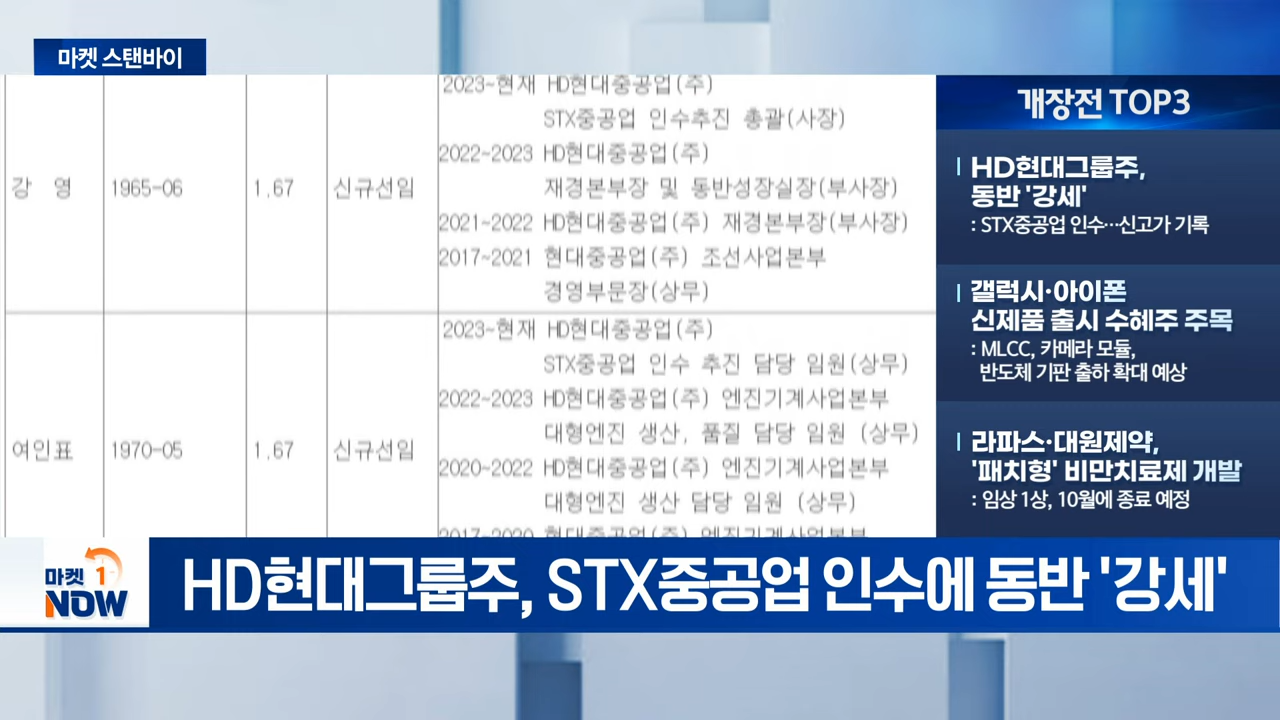 마켓 스탠바이
2023~현재 HD현대중공업(주)
STX중공업 인수추진 총괄(사장)
2022~2023 HD현대중공업(주)
강 영 1965-06 1.67 신규선임 재경본부장 및 동반성장실장(부사장)
2021~2022 HD현대중공업(주) 재경본부장(부사장)
2017~2021 현대중공업(주) 조선사업본부
경영부문장(상무)
2023~현재 HD현대중공업(주)
STX중공업 인수 추진 담당 임원(상무)
2022~2023 HD현대중공업(주) 엔진기계사업본부
대형엔진 생산, 품질 담당 임원 (상무)
여인표 1970-05 1.67 신규선임
2020~2022 HD현대중공업(주) 엔진기계사업본부
대형엔진 생산 담당 임원 (상무)
2017~2020 현대중공업(주) 엔진기계사업본부
개장전 TOP3
HD현대그룹주,
동반 '강세'
: STX중공업 인수…신고가 기록
갤럭시·아이폰
신제품 출시 수혜주 주목
: MLCC, 카메라 모듈,
반도체 기판 출하 확대 예상
라파스·대원제약,
'패치형' 비만치료제 개발
: 임상 1상, 10월에 종료 예정
마켓 1
NOW
HD현대그룹주, STX중공업 인수에 동반 '강세'